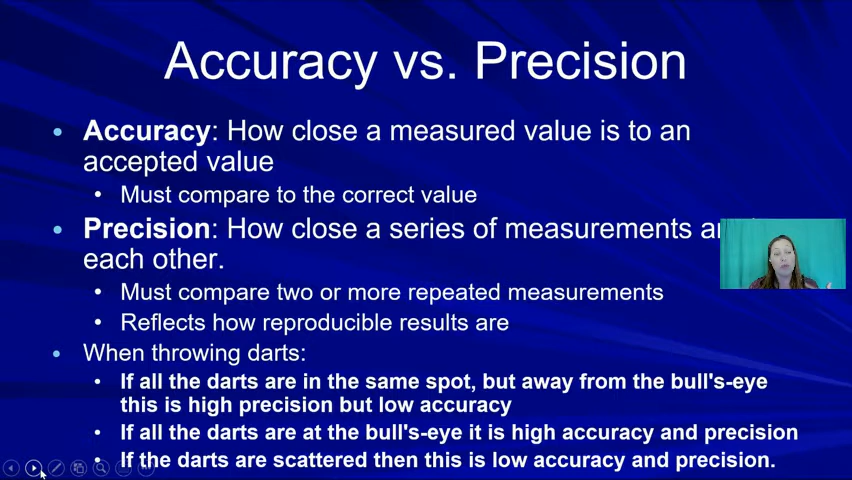 Accuracy vs. Precision
• Accuracy: How close a measured value is to an
accepted value
• Must compare to the correct value
• Precision: How close a series of measurements
each other.
• Must compare two or more repeated measurements
• Reflects how reproducible results are
• When throwing darts:
• If all the darts are in the same spot, but away from the bull's-eye
this is high precision but low accuracy
• If all the darts are at the bull's-eye it is high accuracy and precision
• If the darts are scattered then this is low accuracy and precision.